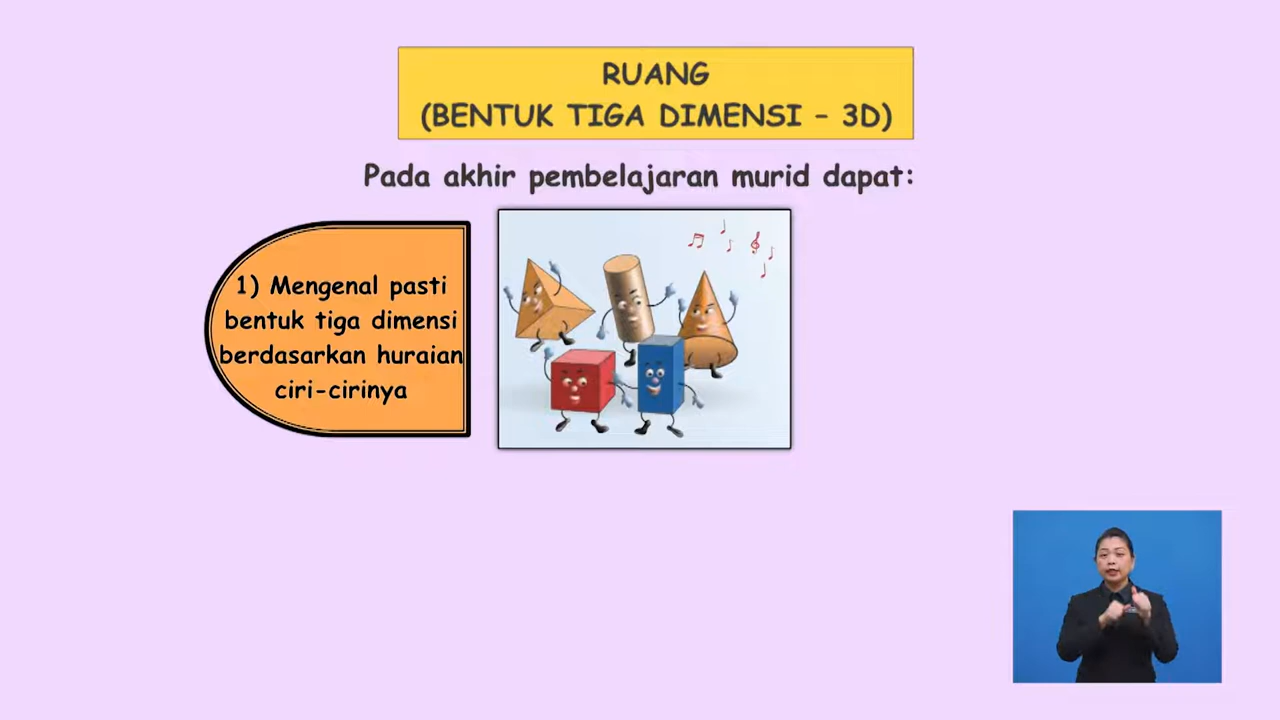 RUANG
(BENTUK TIGA DIMENSI – 3D)
Pada akhir pembelajaran murid dapat:
1) Mengenal pasti
bentuk tiga dimensi
berdasarkan huraian
ciri-cirinya